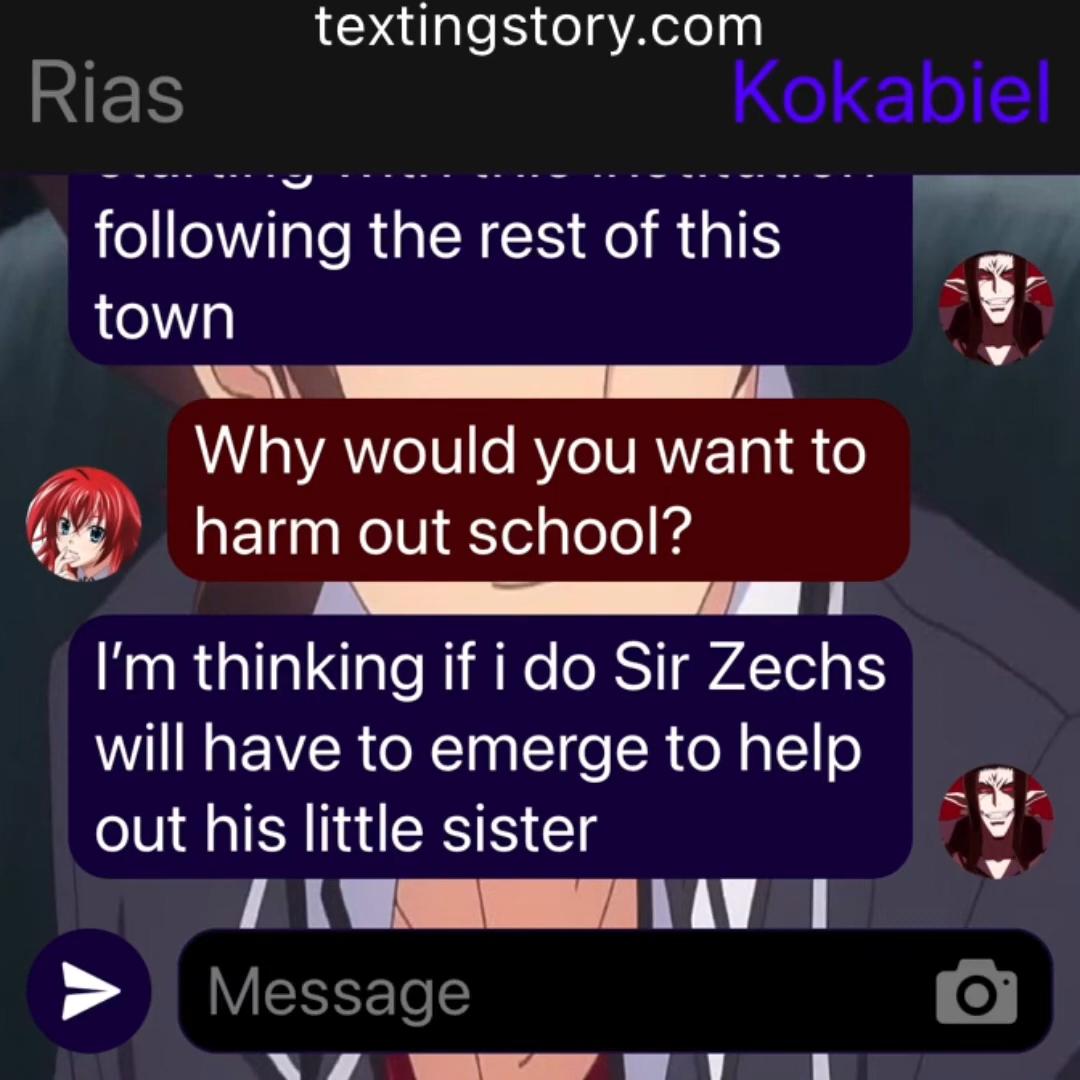 textingstory.com
Rias
Kokabiel
following the rest of this
town
Why would you want to
harm out school?
I'm thinking if i do Sir Zechs
will have to emerge to help
out his little sister
Message